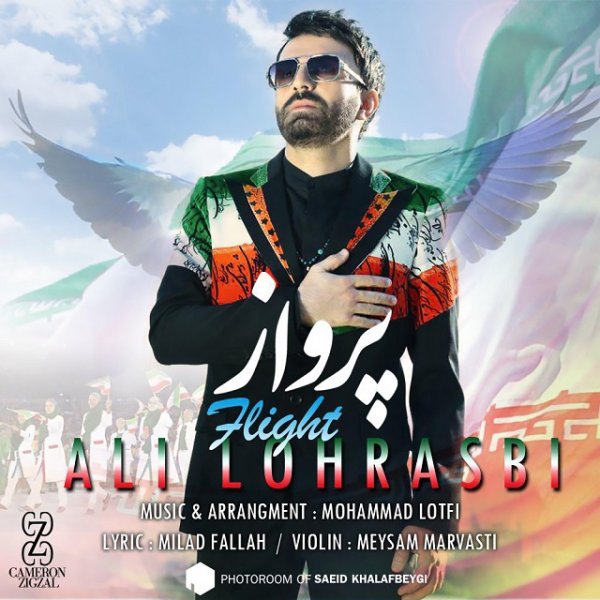 پرواز
Flight
ALI LOHRASBI
MUSIC & ARRANGMENT : MOHAMMAD LOTFI
LYRIC : MILAD FALLAH / VIOLIN : MEYSAM MARVASTI
CAMERON
ZIGZAL
PHOTOROOM OF SAEID KHALAFBEYGI